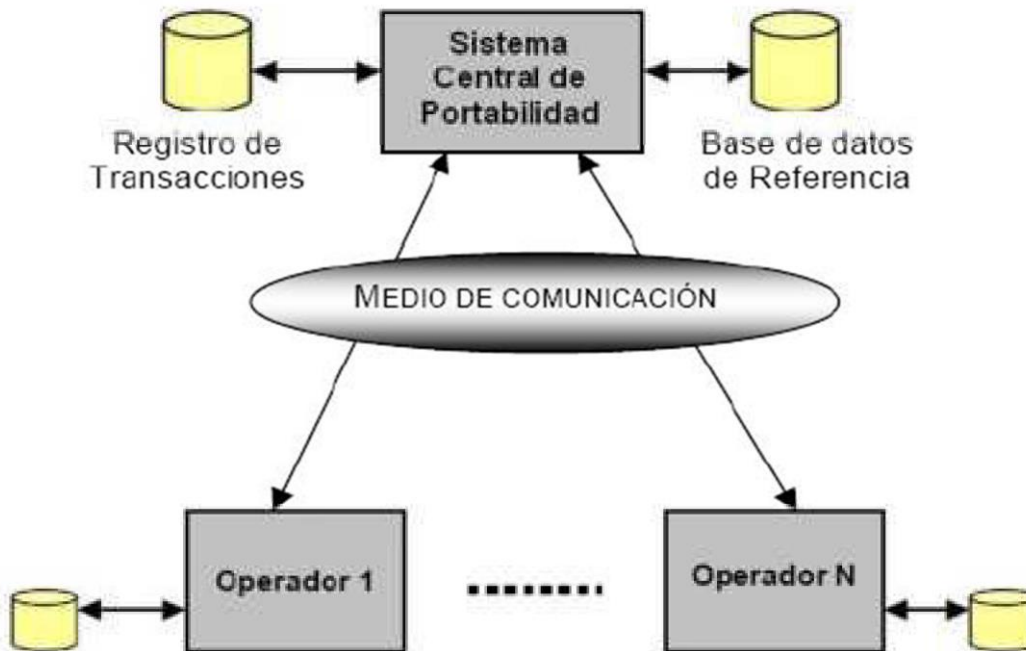 Sistema
Central de
Portabilidad
Registro de
Transacciones
Base de datos
de Referencia
MEDIO DE COMUNICACIÓN
Operador 1
Operador N